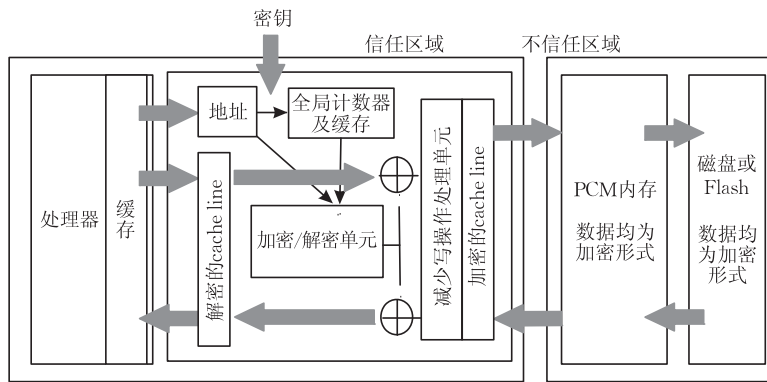 密钥
信任区域
不信任区域
处理器
缓存
地址
全局计数器
及缓存
解密的cache line
加密/解密单元
减少写操作处理单元
加密的cache line
PCM内存
数据均为
加密形式
磁盘或
Flash
数据均
为加密
形式